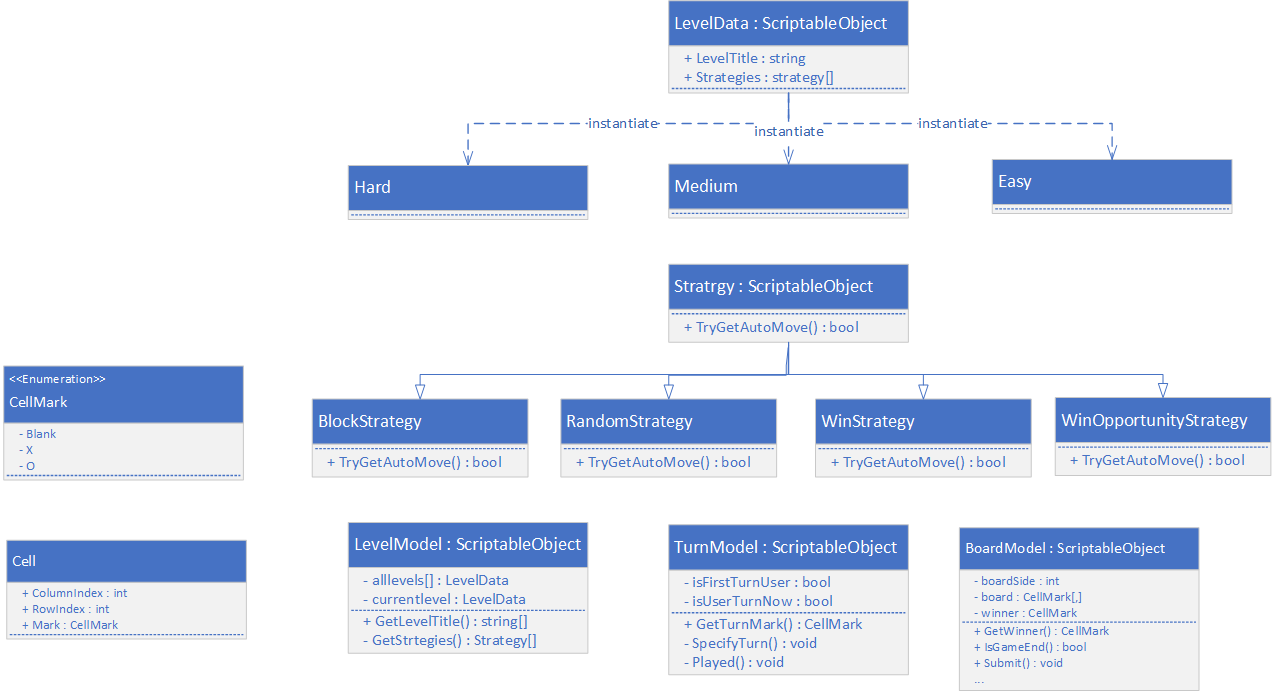 LevelData : ScriptableObject
+ LevelTitle : string
+ Strategies : strategy[]
instantiate
instantiate
instantiate
Hard
Medium
Easy
Stratrgy : ScriptableObject
+ TryGetAutoMove() : bool
<<Enumeration>>
CellMark
- Blank
- X
- O
BlockStrategy
+ TryGetAutoMove() : bool
RandomStrategy
+ TryGetAutoMove() : bool
WinStrategy
+ TryGetAutoMove() : bool
WinOpportunityStrategy
+ TryGetAutoMove() : bool
Cell
+ ColumnIndex : int
+ RowIndex : int
+ Mark : CellMark
LevelModel : ScriptableObject
- alllevels[] : LevelData
- currentlevel : LevelData
+ GetLevelTitle() : string[]
- GetStrtegies() : Strategy[]
TurnModel : ScriptableObject
- isFirstTurnUser : bool
- isUserTurnNow : bool
+ GetTurnMark() : CellMark
- SpecifyTurn() : void
- Played() : void
BoardModel : ScriptableObject
- boardSide : int
- board : CellMark[,]
- winner : CellMark
+ GetWinner() : CellMark
+ IsGameEnd() : bool
+ Submit() : void
...